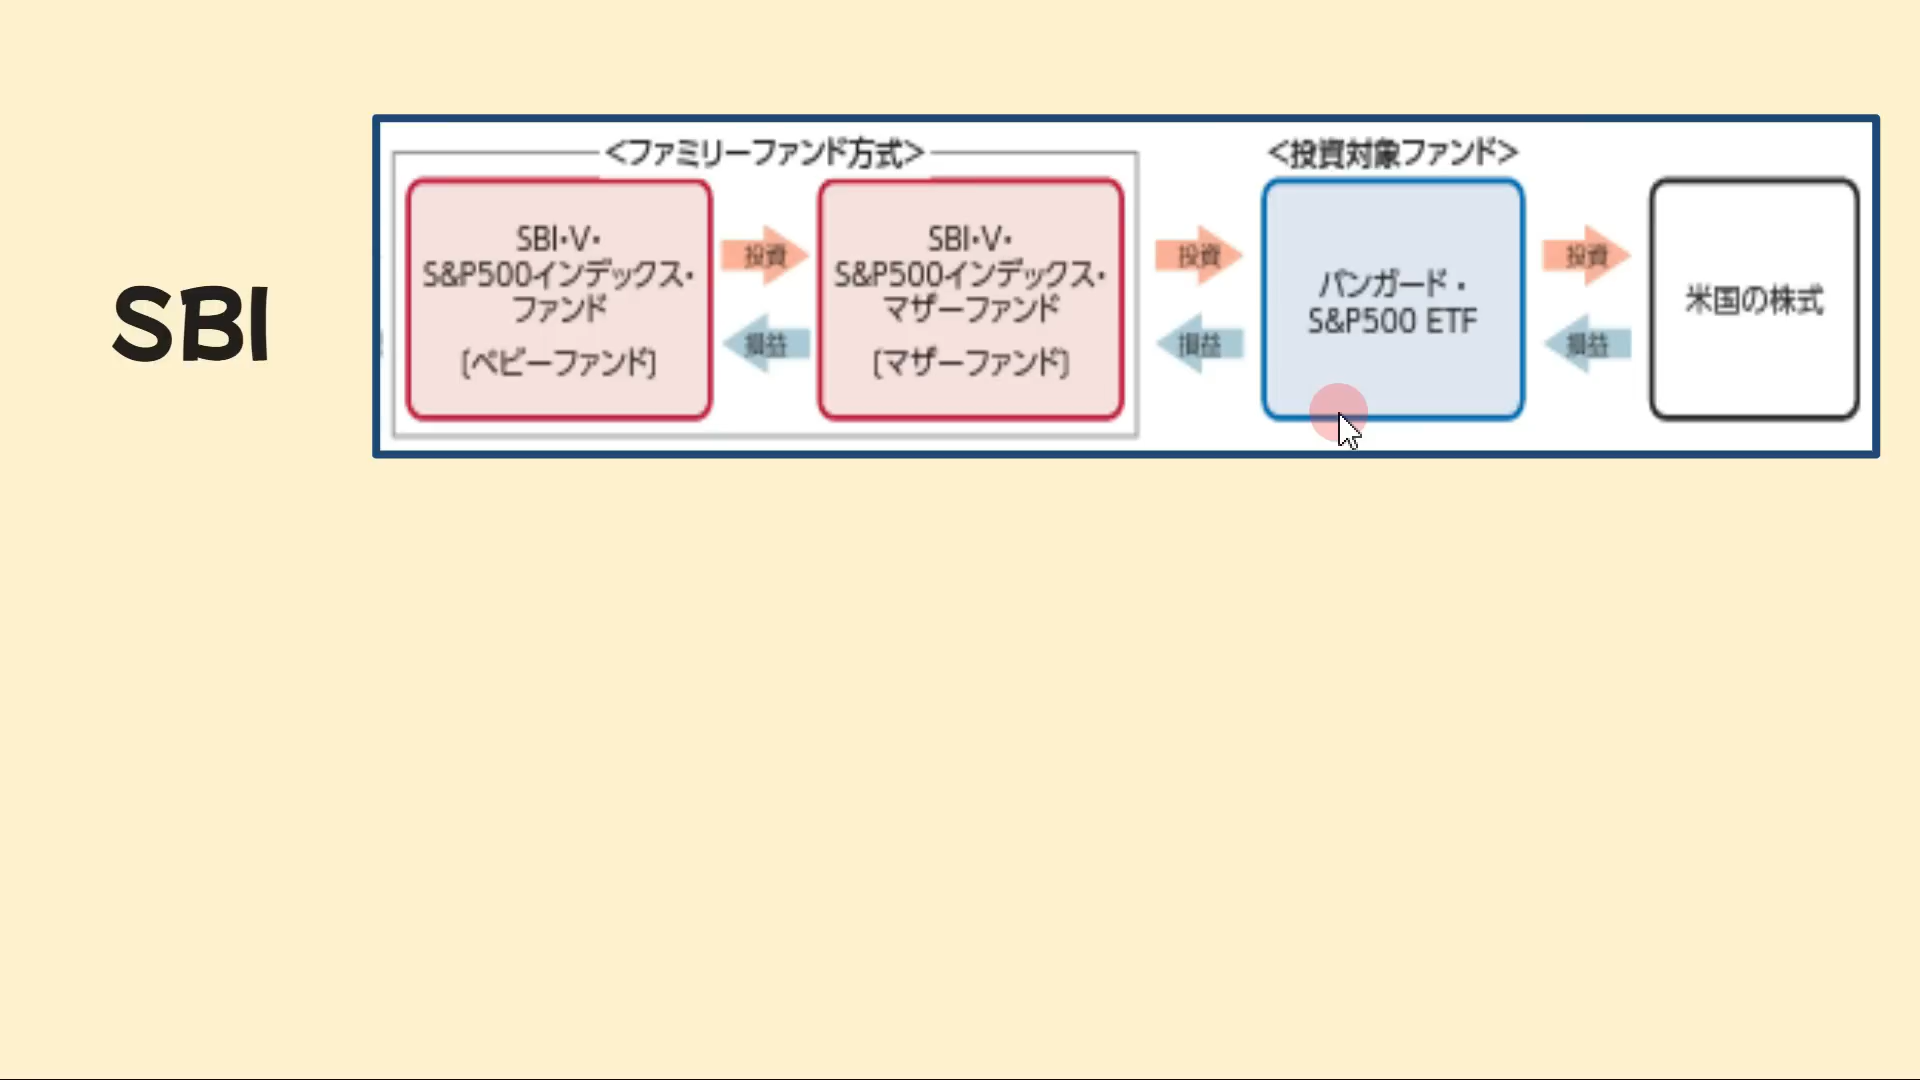 SBI
<ファミリーファンド方式>
SBI・V・
S&P500インデックス・
ファンド
[ベビーファンド]
投資
損益
SBI・V・
S&P500インデックス・
マザーファンド
[マザーファンド]
投資
損益
<投資対象ファンド>
バンガード・
S&P500 ETF
投資
損益
米国の株式